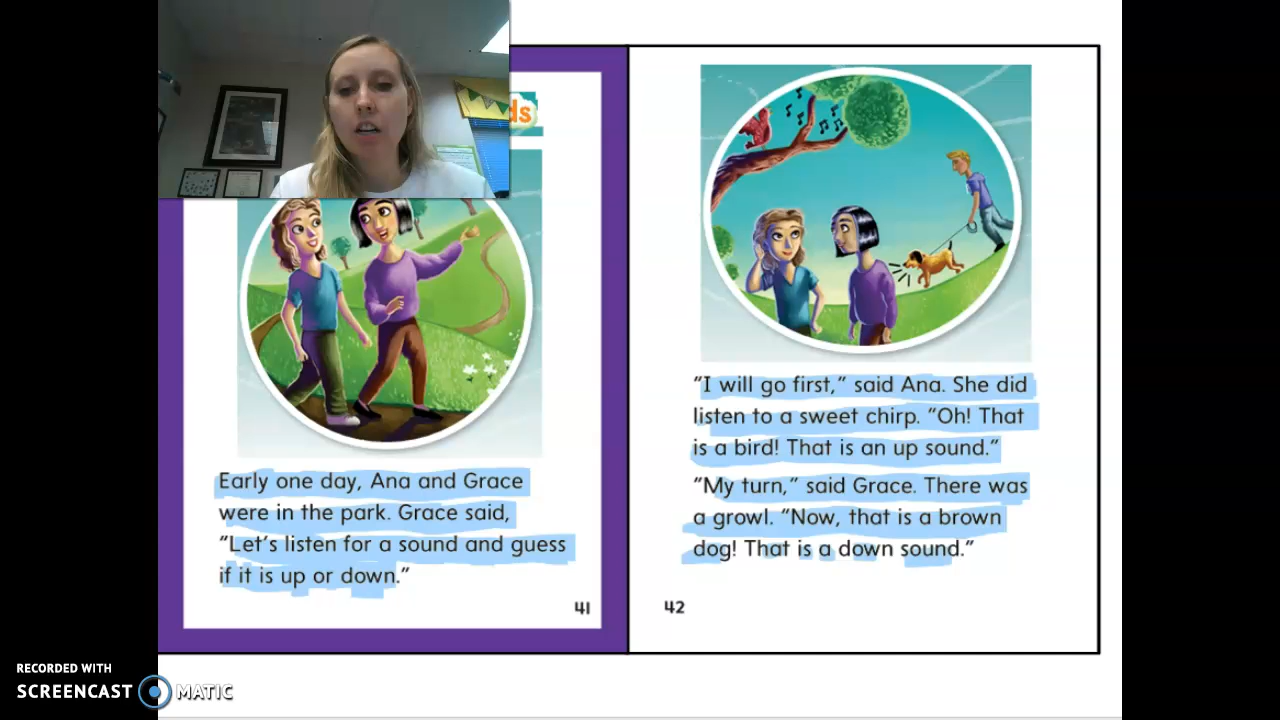 ds
Early one day, Ana and Grace
were in the park. Grace said,
“Let’s listen for a sound and guess
if it is up or down.”
41
“I will go first,” said Ana. She did
listen to a sweet chirp. “Oh! That
is a bird! That is an up sound.”
“My turn,” said Grace. There was
a growl. “Now, that is a brown
dog! That is a down sound.”
42
RECORDED WITH
SCREENCAST MATIC